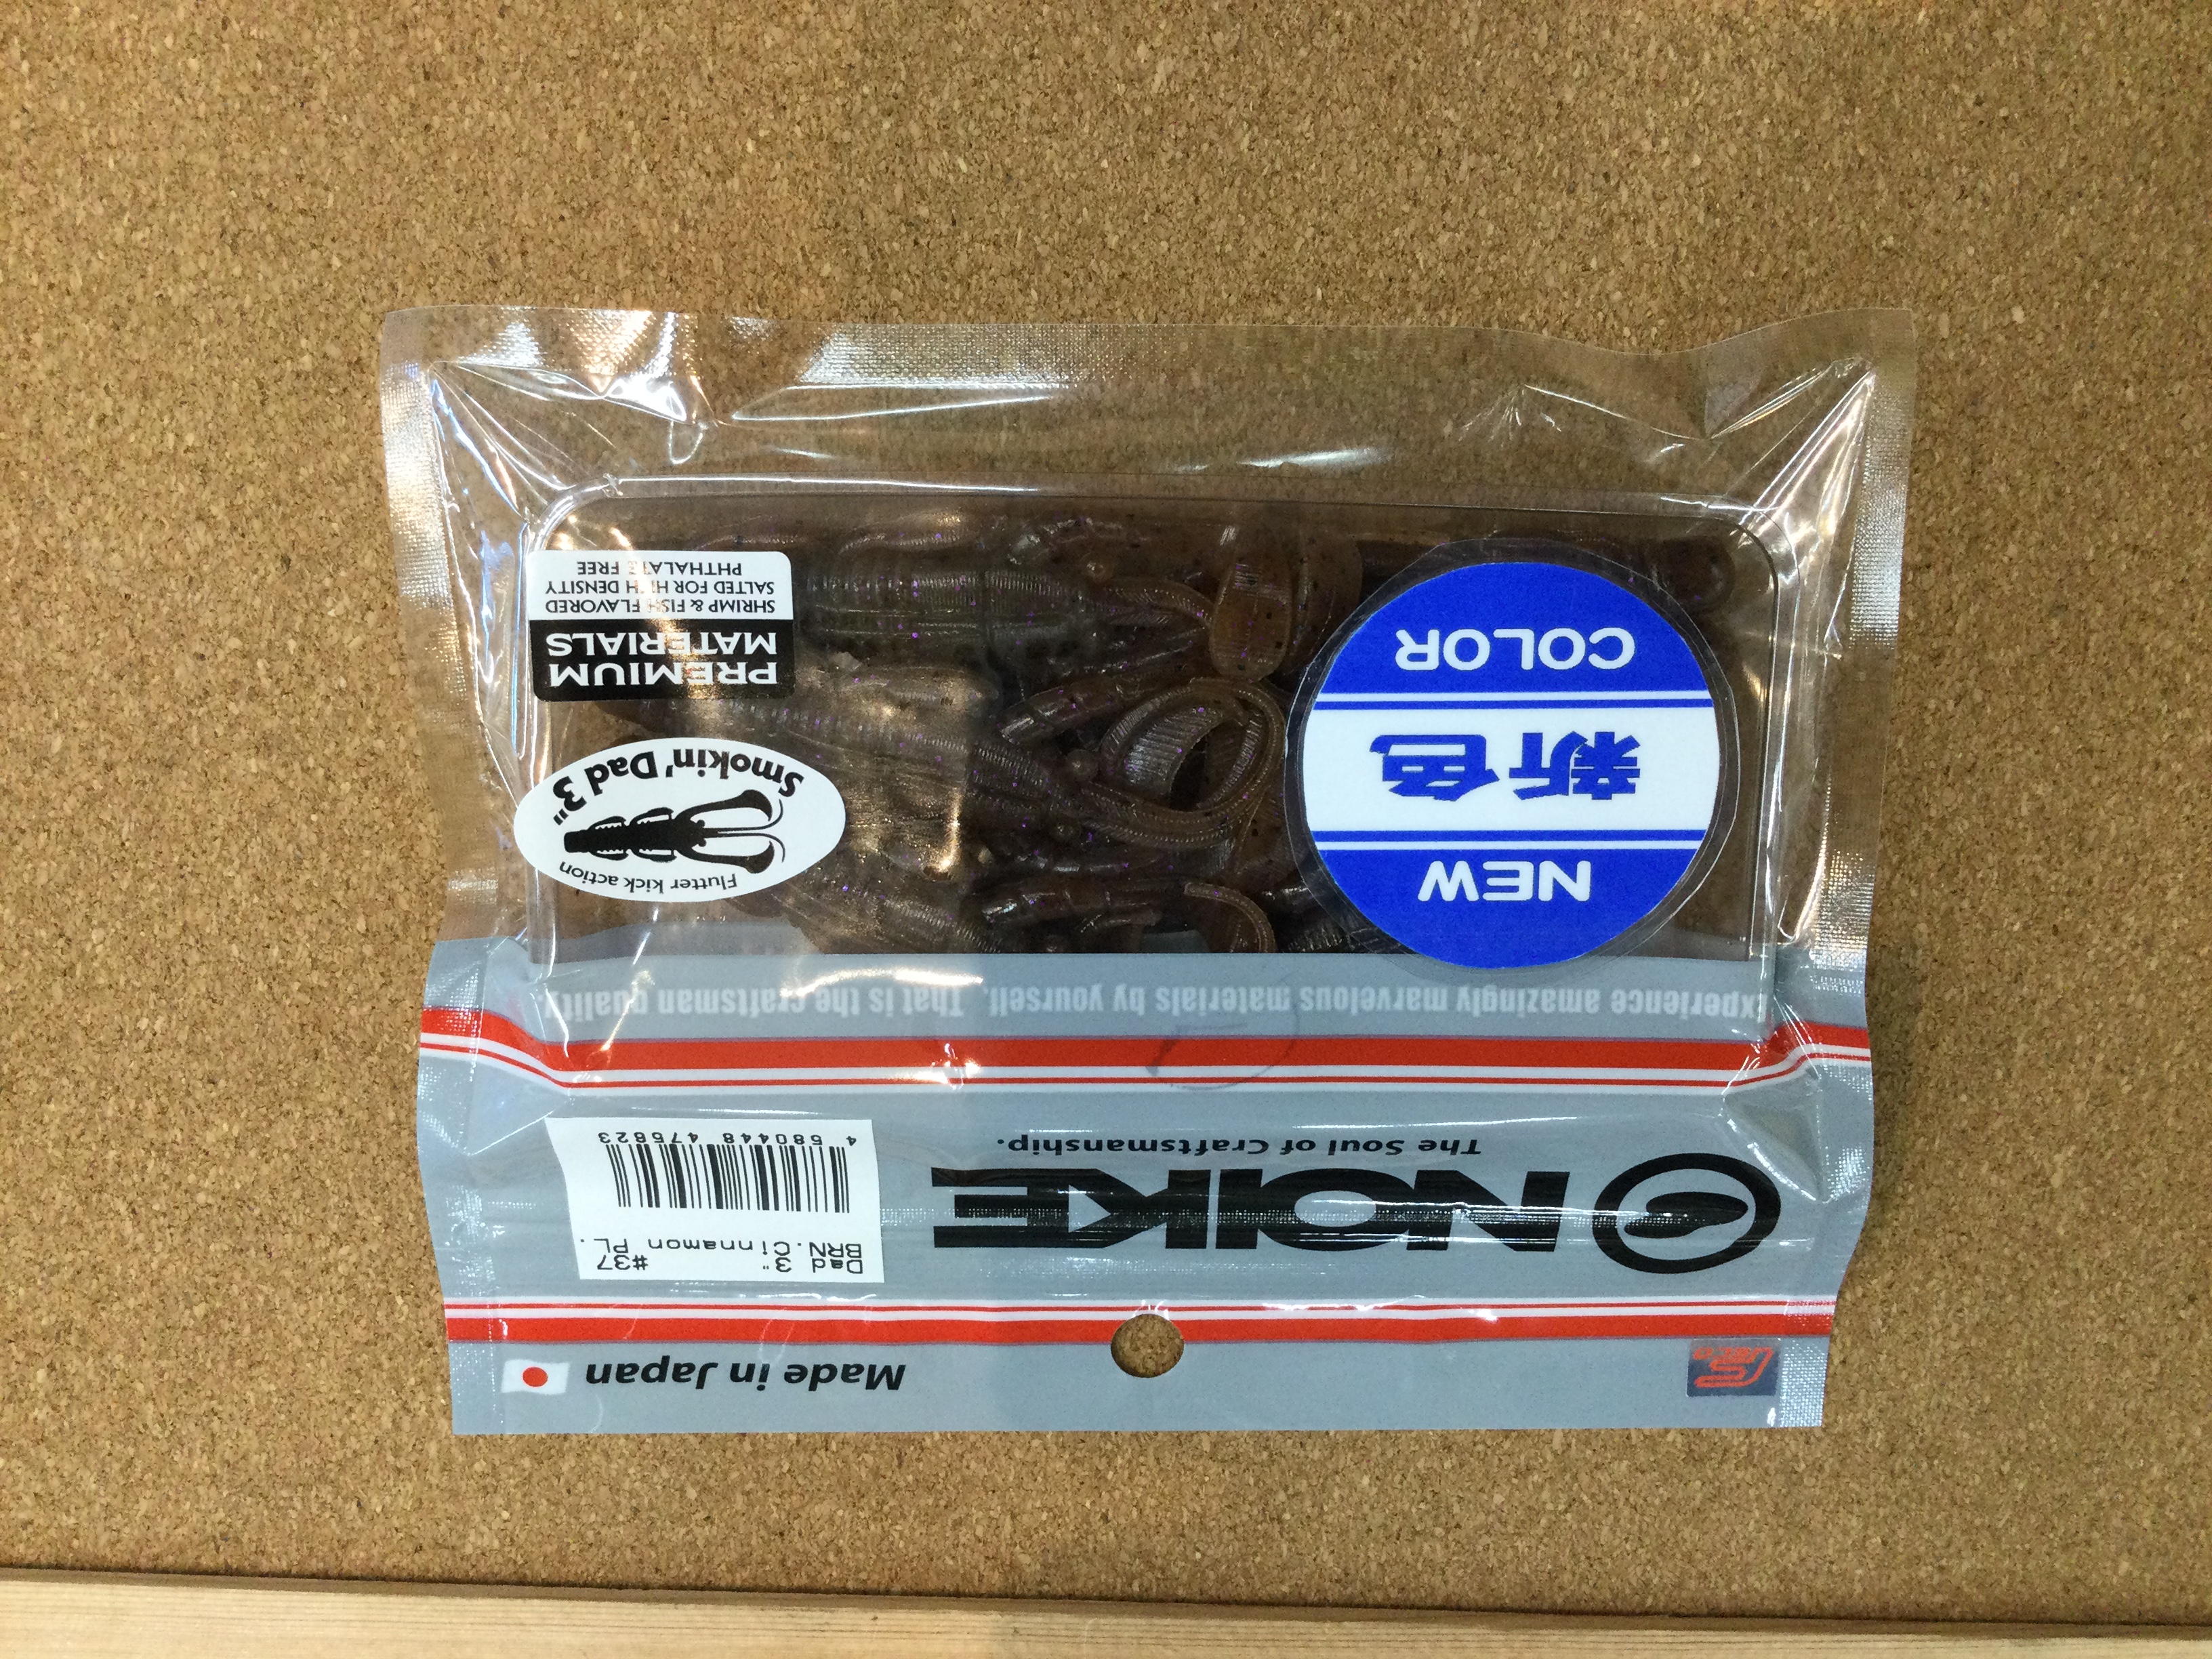 Made in Japan
NOIKE
The Soul of Craftsmanship.
Dad 3" #37
BRN.Cinnamon PL.
4 580448 475823
Experience amazingly marvelous materials by yourself. That is the craftsman quality.
NEW
新色
COLOR
Flutter kick action
Smokin' Dad 3"
PREMIUM
MATERIALS
SHRIMP & FISH FLAVORED
SALTED FOR HIGH DENSITY
PHTHALATE FREE